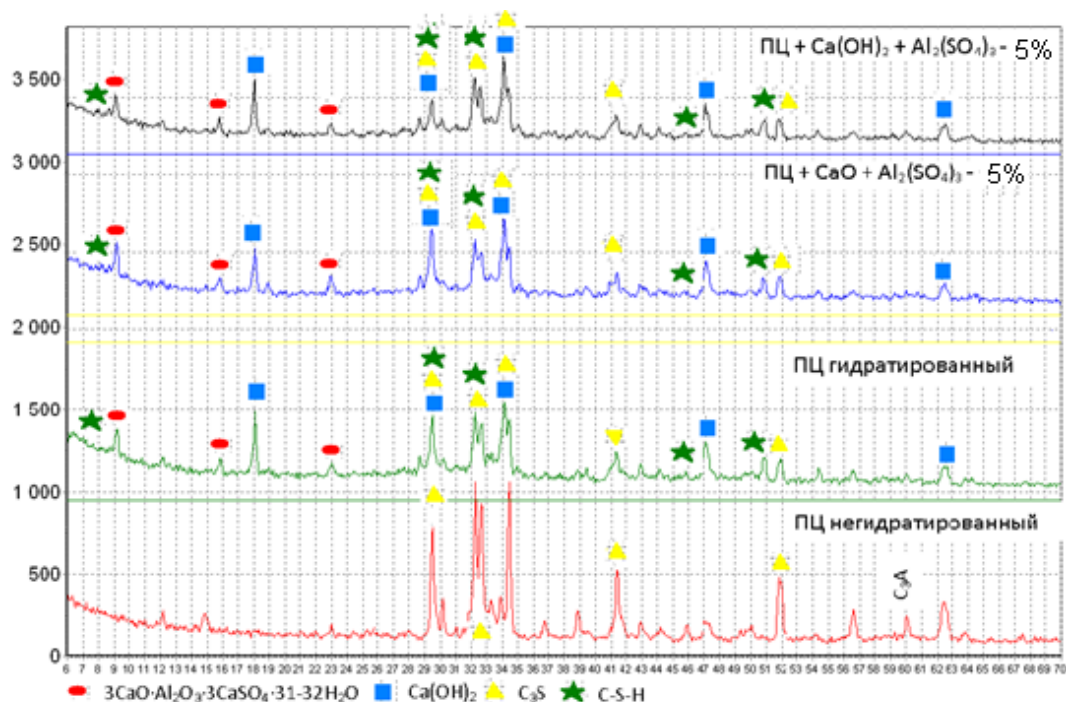 ПЦ + Ca(OH)₂ + Al₂(SO₄)₃ - 5%
3 500
3 000
ПЦ + CaO + Al₂(SO₄)₃ - 5%
2 500
2 000
ПЦ гидратированный
1 500
1 000
ПЦ негидратированный
500
C₃A
0
6 7 8 9 10 11 12 13 14 15 16 17 18 19 20 21 22 23 24 25 26 27 28 29 30 31 32 33 34 35 36 37 38 39 40 41 42 43 44 45 46 47 48 49 50 51 52 53 54 55 56 57 58 59 60 61 62 63 64 65 66 67 68 69 70
3CaO·Al₂O₃·3CaSO₄·31-32H₂O Ca(OH)₂ C₃S C-S-H